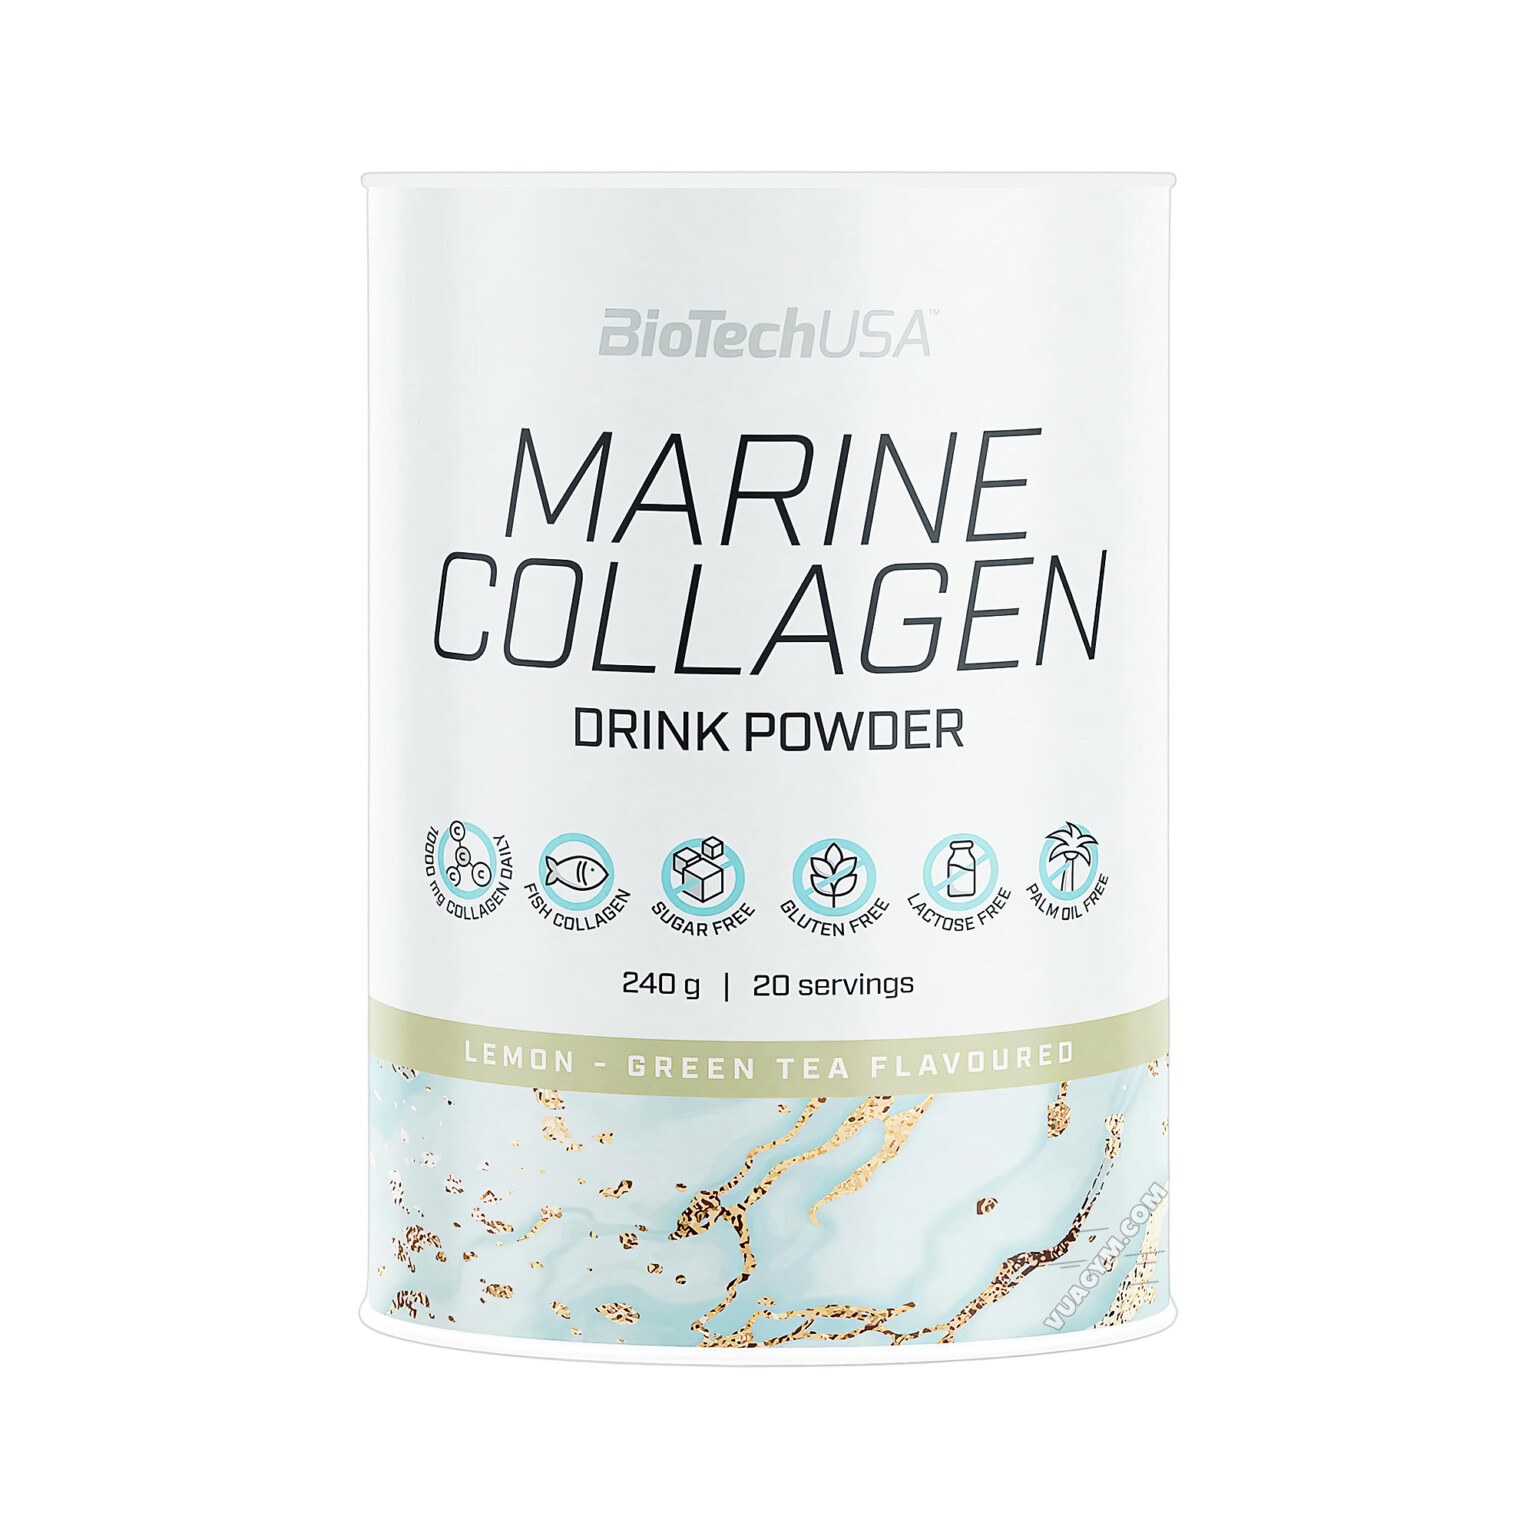 BioTechUSA™
MARINE
COLLAGEN
DRINK POWDER
10000 mg COLLAGEN DAILY
FISH COLLAGEN
SUGAR FREE
GLUTEN FREE
LACTOSE FREE
PALM OIL FREE
240 g | 20 servings
LEMON - GREEN TEA FLAVOURED
VUAGYM.COM